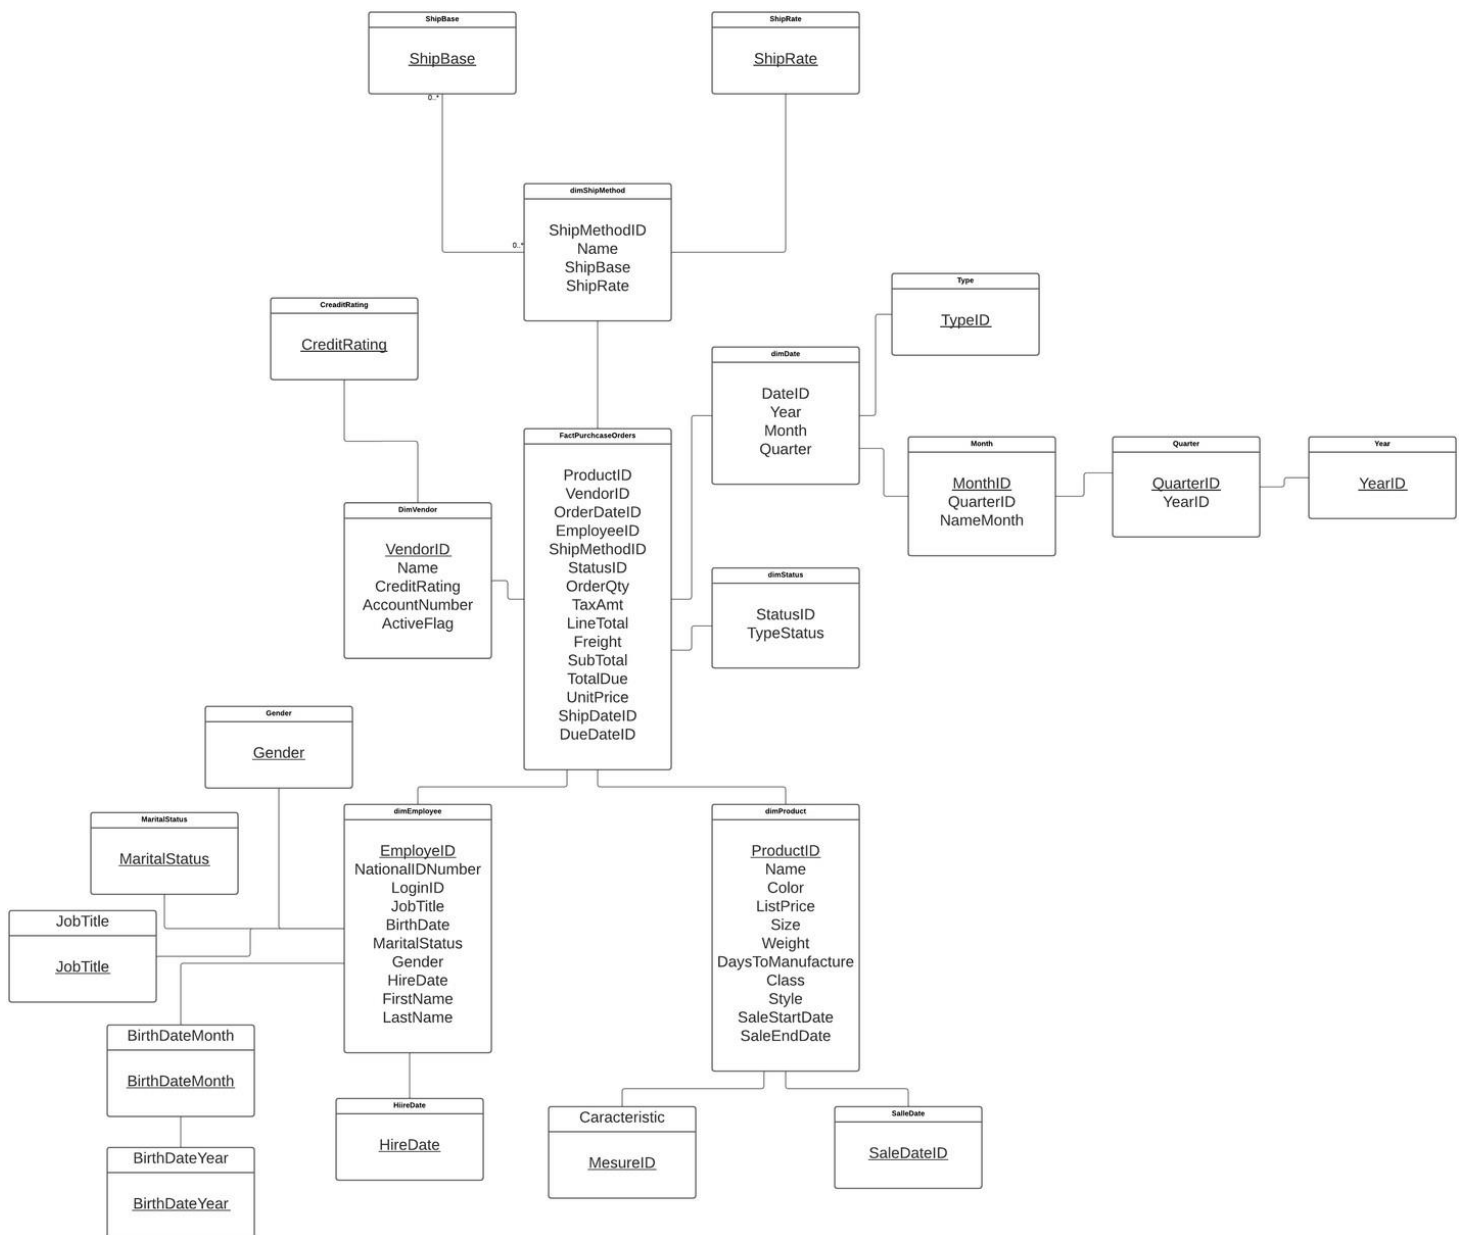 ShipBase
ShipBase
0..*
ShipRate
ShipRate
dimShipMethod
ShipMethodID
Name
ShipBase
ShipRate
0..*
CreaditRating
CreditRating
Type
TypeID
dimDate
DateID
Year
Month
Quarter
Month
MonthID
QuarterID
NameMonth
Quarter
QuarterID
YearID
Year
YearID
FactPurchcaseOrders
ProductID
VendorID
OrderDateID
EmployeeID
ShipMethodID
StatusID
OrderQty
TaxAmt
LineTotal
Freight
SubTotal
TotalDue
UnitPrice
ShipDateID
DueDateID
DimVendor
VendorID
Name
CreditRating
AccountNumber
ActiveFlag
dimStatus
StatusID
TypeStatus
Gender
Gender
MaritalStatus
MaritalStatus
JobTitle
JobTitle
dimEmployee
EmployeID
NationalIDNumber
LoginID
JobTitle
BirthDate
MaritalStatus
Gender
HireDate
FirstName
LastName
dimProduct
ProductID
Name
Color
ListPrice
Size
Weight
DaysToManufacture
Class
Style
SaleStartDate
SaleEndDate
BirthDateMonth
BirthDateMonth
BirthDateYear
BirthDateYear
HiireDate
HireDate
Caracteristic
MesureID
SalleDate
SaleDateID